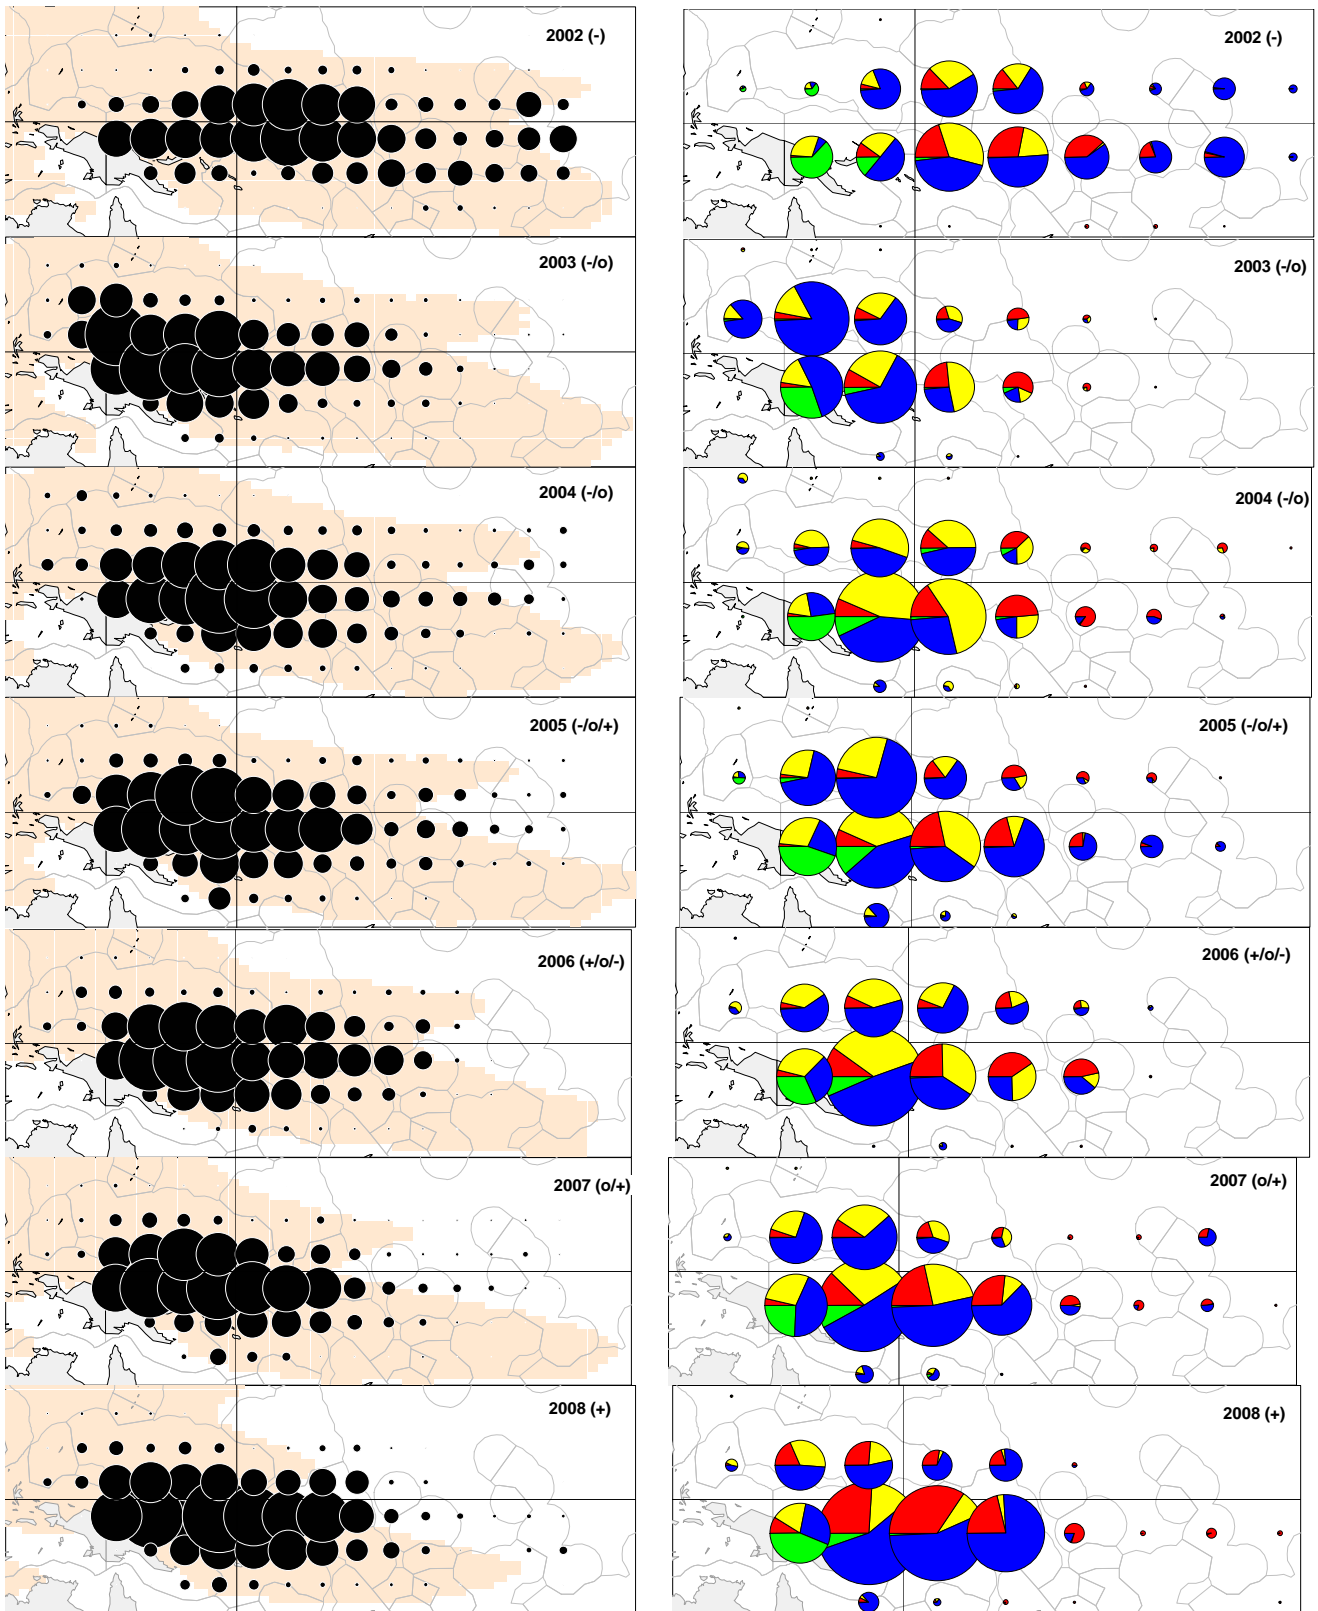 2002 (-)
2002 (-)
2003 (-/o)
2003 (-/o)
2004 (-/o)
2004 (-/o)
2005 (-/o/+)
2005 (-/o/+)
2006 (+/o/-)
2006 (+/o/-)
2007 (o/+)
2007 (o/+)
2008 (+)
2008 (+)